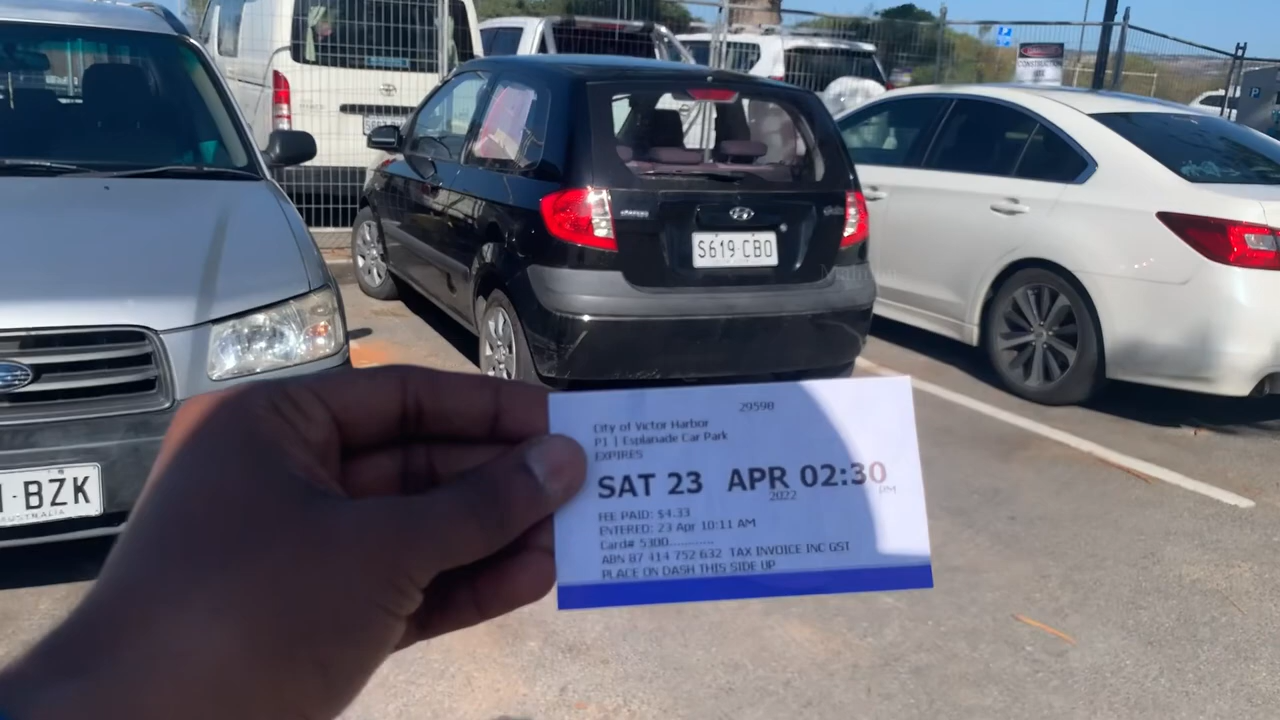 CONSTRUCTION
S619·CBO
BZK
AUSTRALIA
29598
City of Victor Harbor
P1 | Esplanade Car Park
EXPIRES
SAT 23 APR 02:30
2022 PM
FEE PAID: $4.33
ENTERED: 23 Apr 10:11 AM
Card# 5300............
ABN 87 414 752 632 TAX INVOICE INC GST
PLACE ON DASH THIS SIDE UP